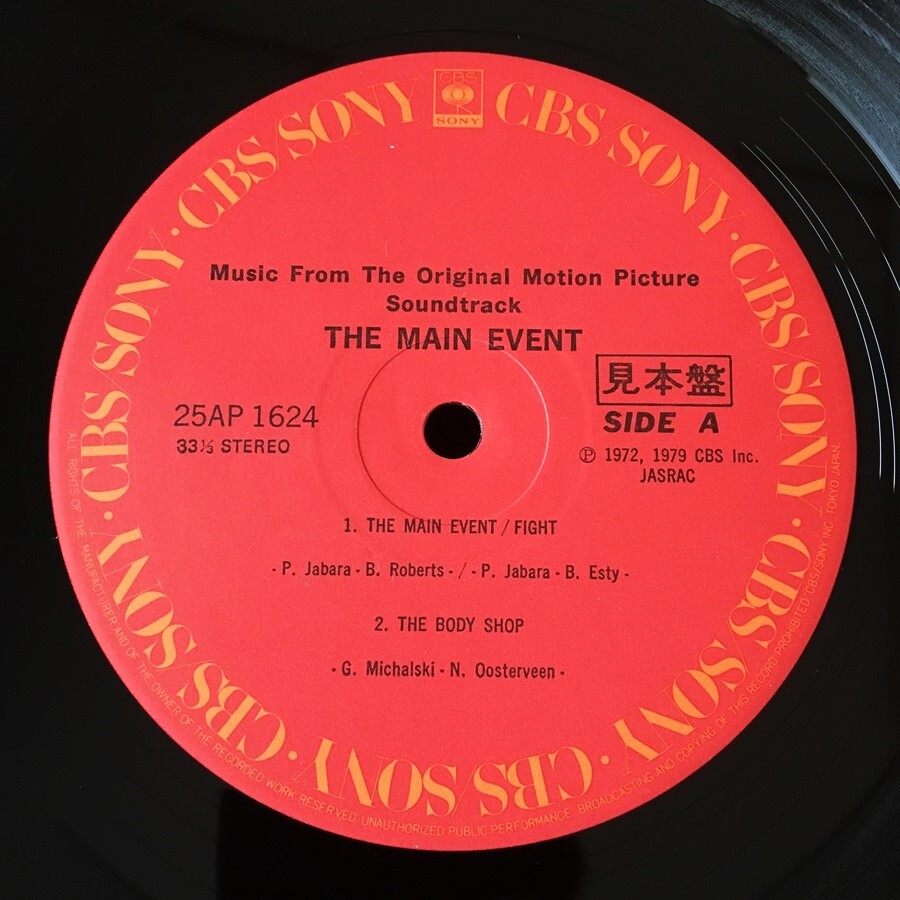 CBS
SONY
CBS/SONY · CBS/SONY · CBS/SONY · CBS/SONY · CBS/SONY · CBS/SONY · CBS/SONY · CBS/SONY · CBS/SONY
Music From The Original Motion Picture
Soundtrack
THE MAIN EVENT
見本盤
25AP 1624
SIDE A
33⅓ STEREO
Ⓟ 1972, 1979 CBS Inc.
JASRAC
1. THE MAIN EVENT / FIGHT
- P. Jabara - B. Roberts - / - P. Jabara - B. Esty -
2. THE BODY SHOP
- G. Michalski - N. Oosterveen -
ALL RIGHTS OF THE MANUFACTURER AND OF THE OWNER OF THE RECORDED WORK RESERVED · UNAUTHORIZED PUBLIC PERFORMANCE, BROADCASTING AND COPYING OF THIS RECORD PROHIBITED CBS/SONY INC. TOKYO JAPAN.